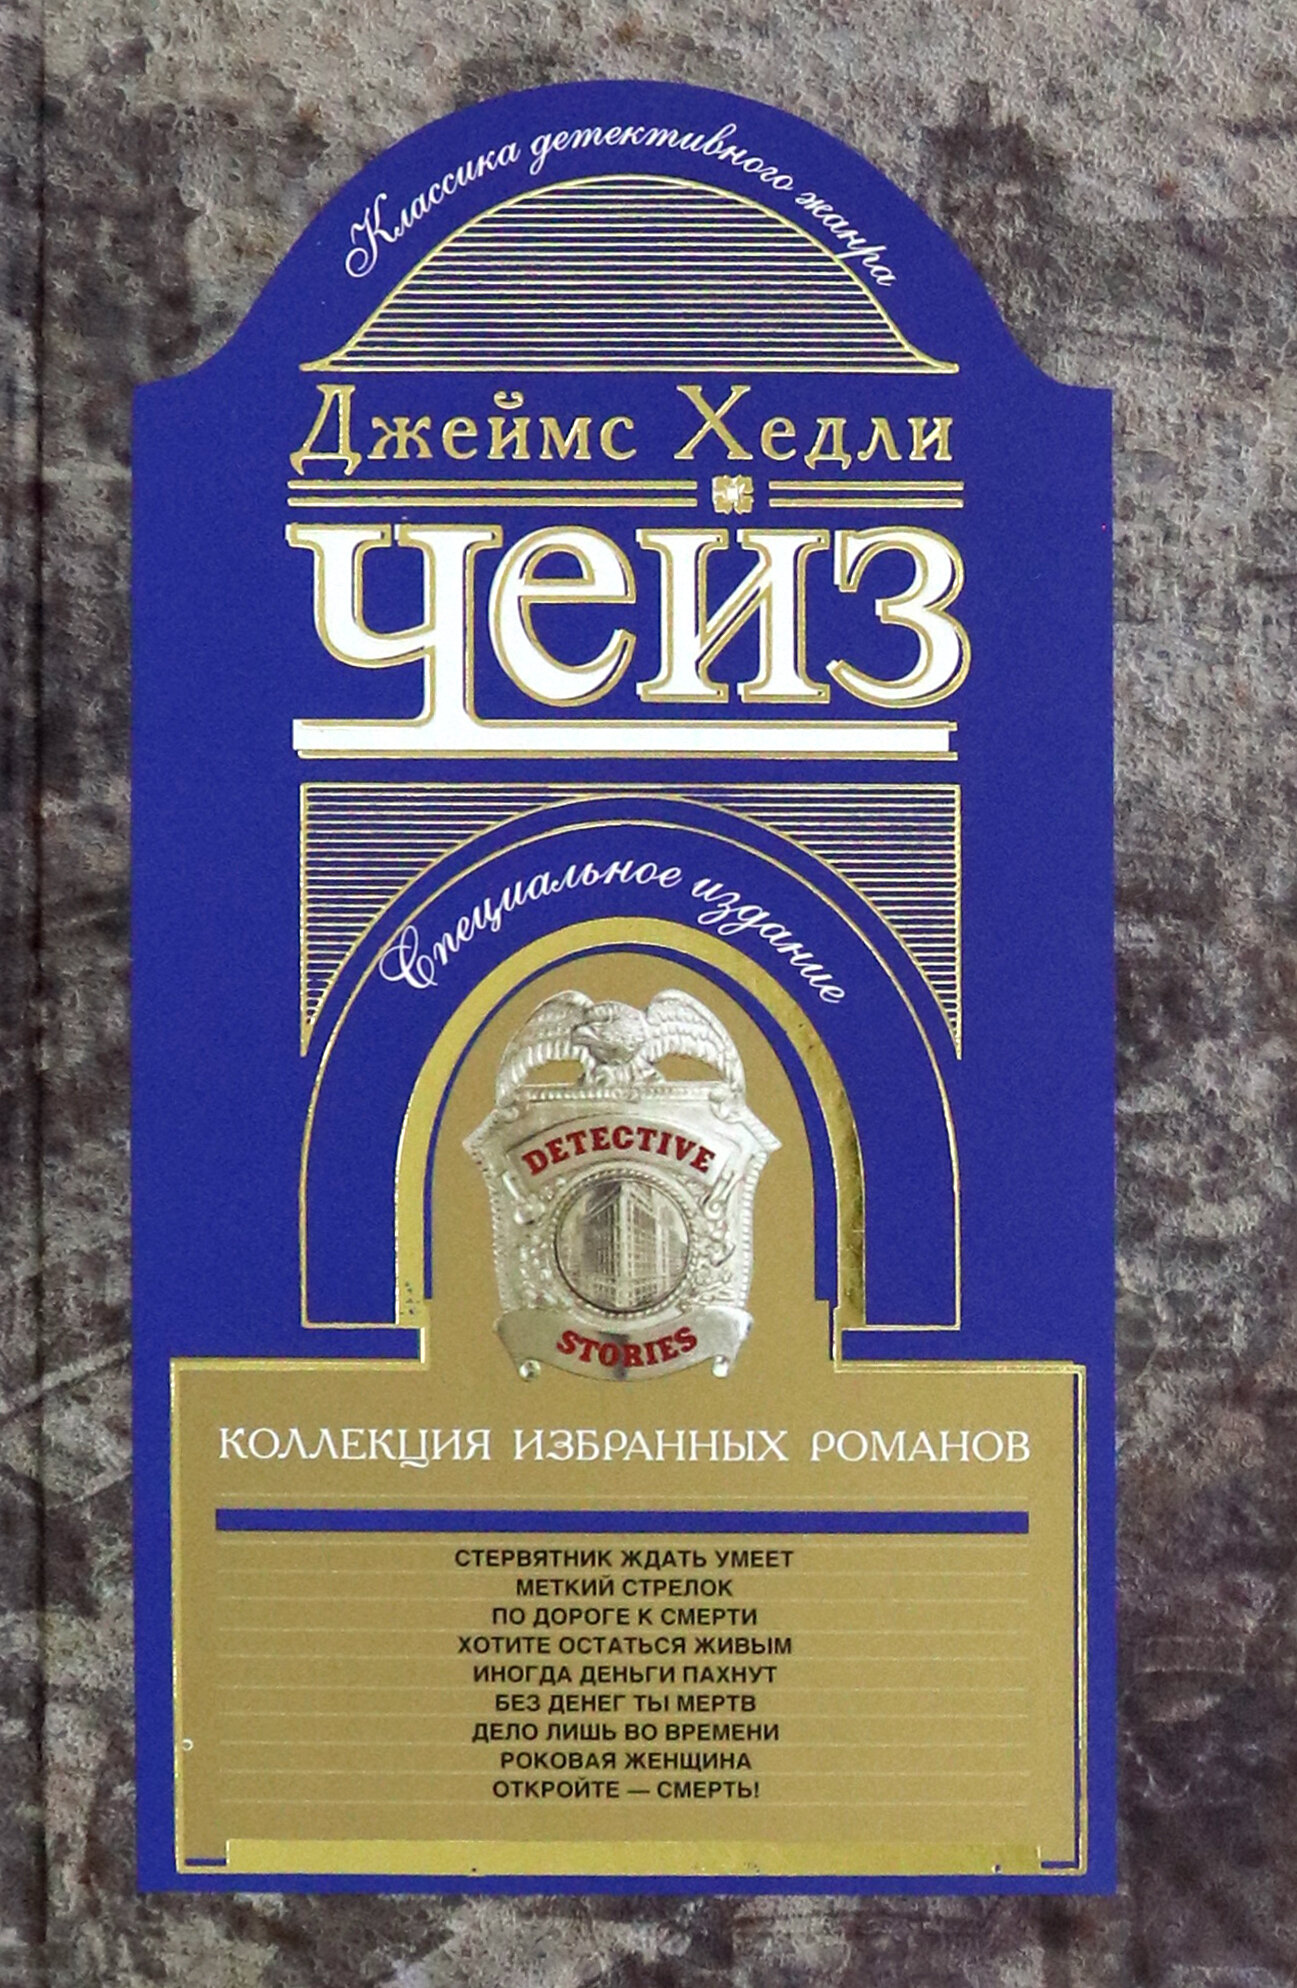 Классика детективного жанра
Джеймс Хедли
Чейз
Специальное издание
DETECTIVE
STORIES
КОЛЛЕКЦИЯ ИЗБРАННЫХ РОМАНОВ
СТЕРВЯТНИК ЖДАТЬ УМЕЕТ
МЕТКИЙ СТРЕЛОК
ПО ДОРОГЕ К СМЕРТИ
ХОТИТЕ ОСТАТЬСЯ ЖИВЫМ
ИНОГДА ДЕНЬГИ ПАХНУТ
БЕЗ ДЕНЕГ ТЫ МЕРТВ
ДЕЛО ЛИШЬ ВО ВРЕМЕНИ
РОКОВАЯ ЖЕНЩИНА
ОТКРОЙТЕ — СМЕРТЬ!